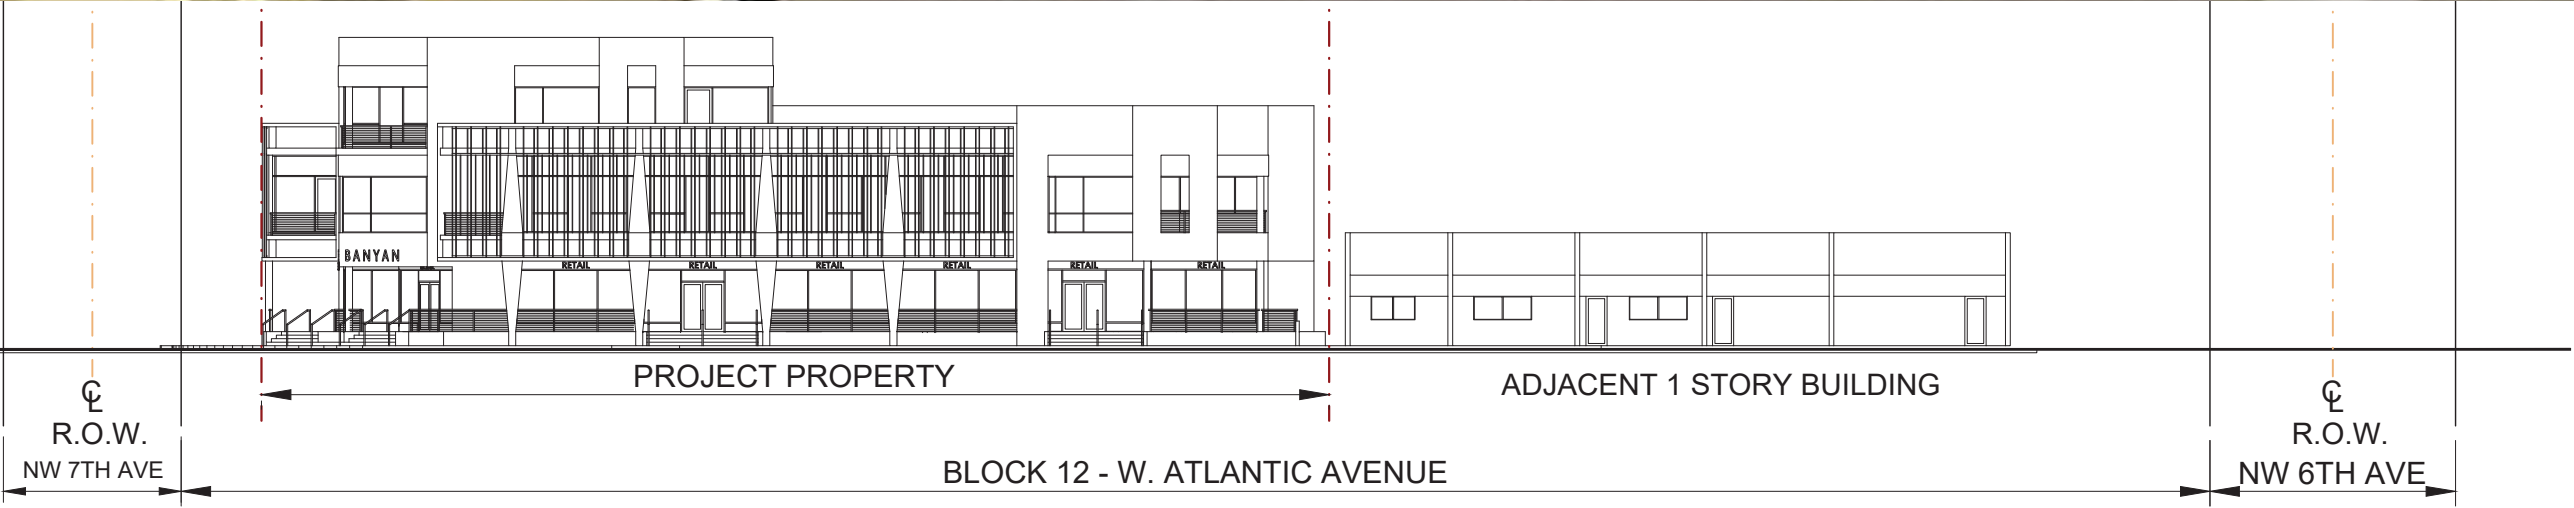 BANYAN
RETAIL RETAIL RETAIL RETAIL RETAIL RETAIL
PROJECT PROPERTY
ADJACENT 1 STORY BUILDING
℄
R.O.W.
NW 7TH AVE
BLOCK 12 - W. ATLANTIC AVENUE
℄
R.O.W.
NW 6TH AVE